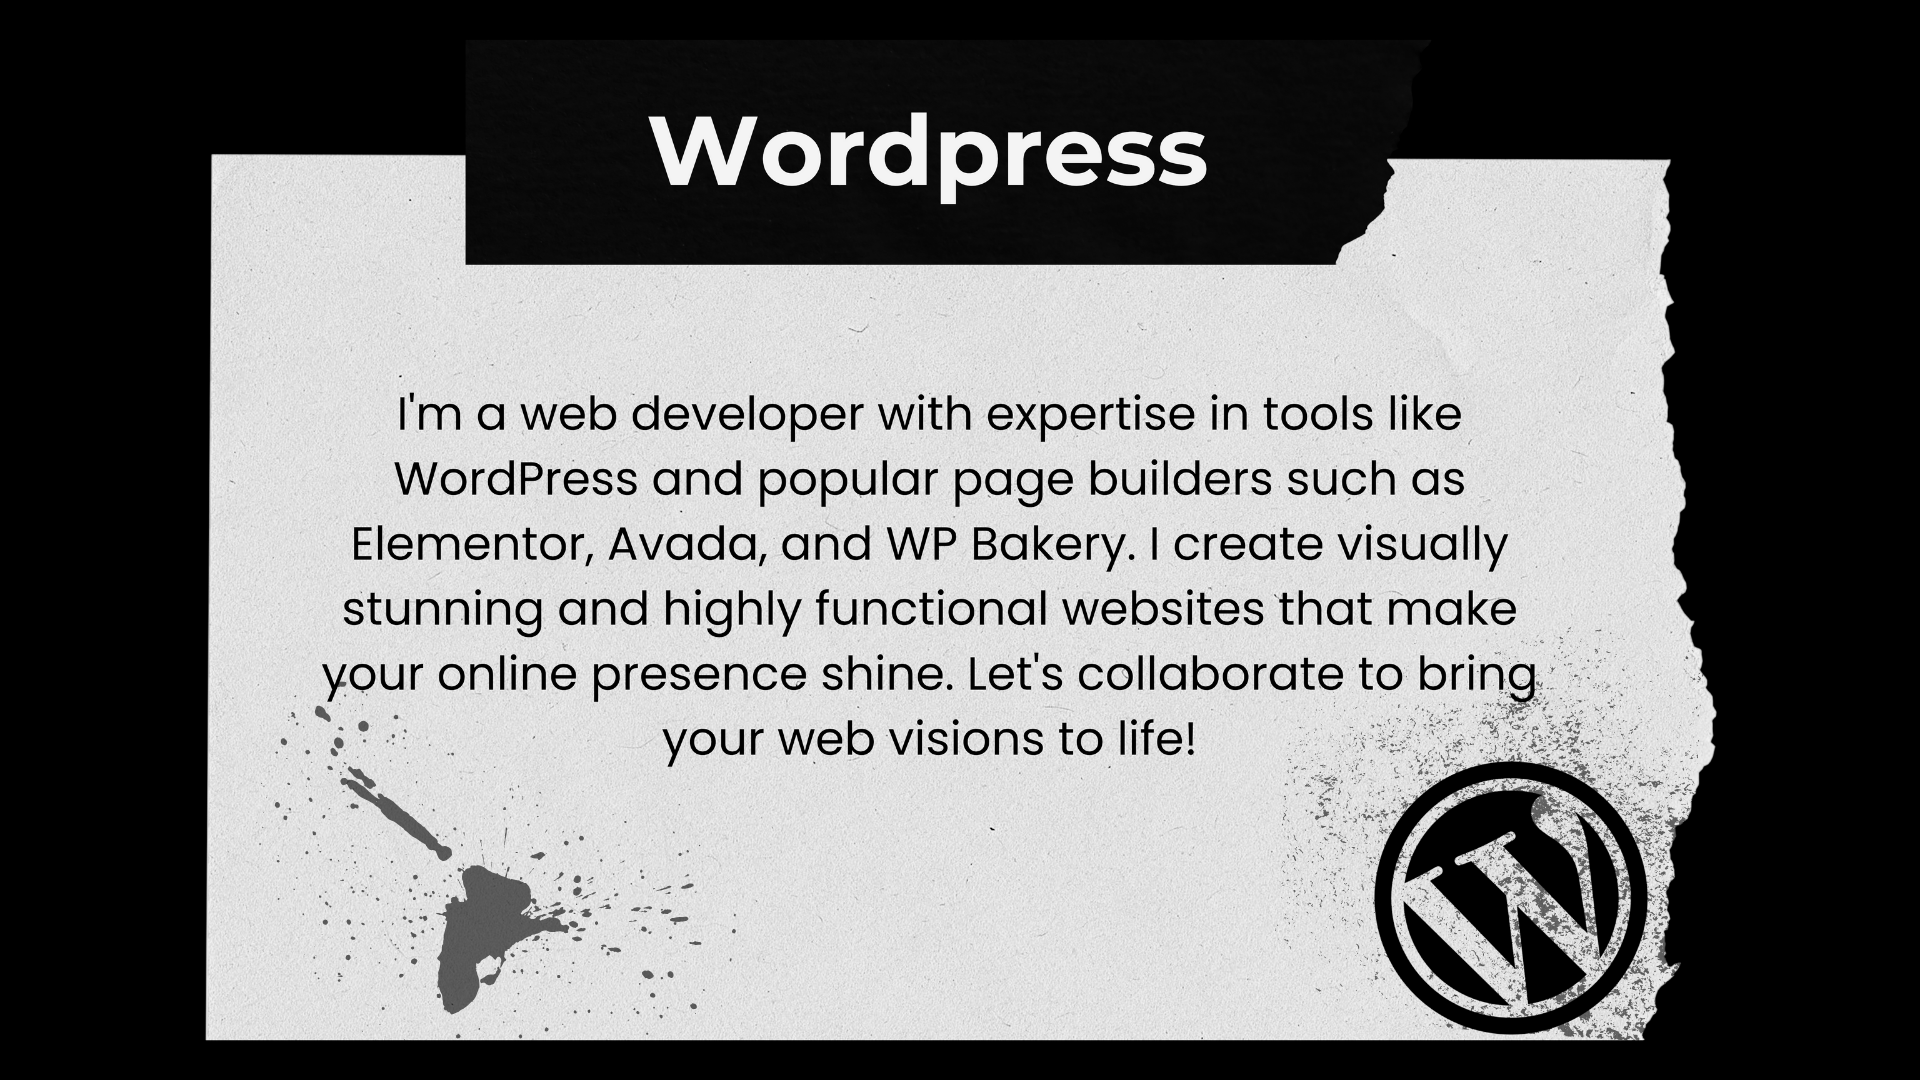 Wordpress
I'm a web developer with expertise in tools like
WordPress and popular page builders such as
Elementor, Avada, and WP Bakery. I create visually
stunning and highly functional websites that make
your online presence shine. Let's collaborate to bring
your web visions to life!
W